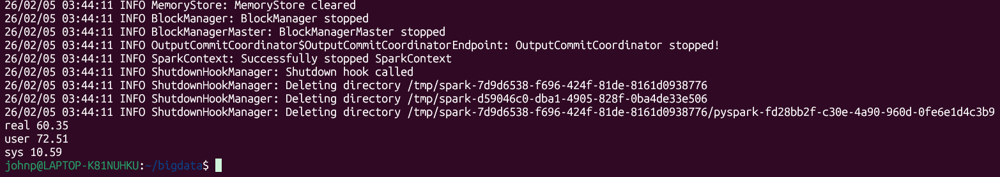 26/02/05 03:44:11 INFO MemoryStore: MemoryStore cleared
26/02/05 03:44:11 INFO BlockManager: BlockManager stopped
26/02/05 03:44:11 INFO BlockManagerMaster: BlockManagerMaster stopped
26/02/05 03:44:11 INFO OutputCommitCoordinator$OutputCommitCoordinatorEndpoint: OutputCommitCoordinator stopped!
26/02/05 03:44:11 INFO SparkContext: Successfully stopped SparkContext
26/02/05 03:44:11 INFO ShutdownHookManager: Shutdown hook called
26/02/05 03:44:11 INFO ShutdownHookManager: Deleting directory /tmp/spark-7d9d6538-f696-424f-81de-8161d0938776
26/02/05 03:44:11 INFO ShutdownHookManager: Deleting directory /tmp/spark-d59046c0-dba1-4905-828f-0ba4de33e506
26/02/05 03:44:11 INFO ShutdownHookManager: Deleting directory /tmp/spark-7d9d6538-f696-424f-81de-8161d0938776/pyspark-fd28bb2f-c30e-4a90-960d-0fe6e1d4c3b9
real 60.35
user 72.51
sys 10.59
johnp@LAPTOP-K81NUHKU:~/bigdata$